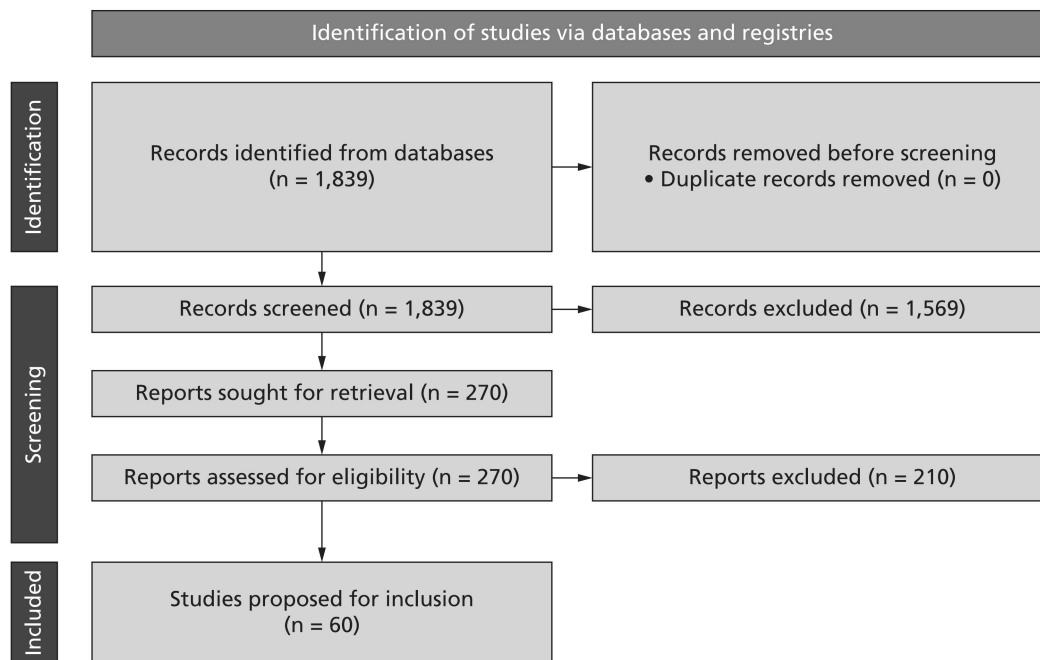 Identification of studies via databases and registries
Identification
Records identified from databases
(n = 1,839)
Records removed before screening
• Duplicate records removed (n = 0)
Screening
Records screened (n = 1,839)
Records excluded (n = 1,569)
Reports sought for retrieval (n = 270)
Reports assessed for eligibility (n = 270)
Reports excluded (n = 210)
Included
Studies proposed for inclusion
(n = 60)